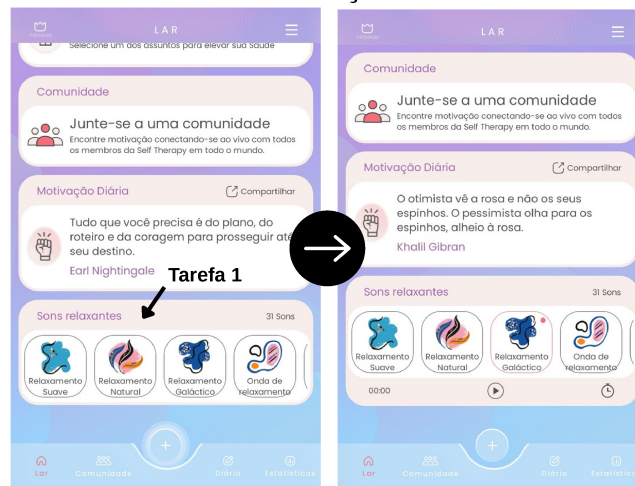 LAR
PREMIUM
Selecione um dos assuntos para elevar sua Saúde
Comunidade
Junte-se a uma comunidade
Encontre motivação conectando-se ao vivo com todos
os membros da Self Therapy em todo o mundo.
Motivação Diária
Compartilhar
Tudo que você precisa é do plano, do
roteiro e da coragem para prosseguir até
seu destino.
Earl Nightingale
Tarefa 1
Sons relaxantes
31 Sons
Relaxamento
Suave
Relaxamento
Natural
Relaxamento
Galáctico
Onda de
relaxamento
+
Lar
Comunidade
Diário
Estatísticas
LAR
PREMIUM
Comunidade
Junte-se a uma comunidade
Encontre motivação conectando-se ao vivo com todos
os membros da Self Therapy em todo o mundo.
Motivação Diária
Compartilhar
O otimista vê a rosa e não os seus
espinhos. O pessimista olha para os
espinhos, alheio à rosa.
Khalil Gibran
Sons relaxantes
31 Sons
Relaxamento
Suave
Relaxamento
Natural
Relaxamento
Galáctico
Onda de
relaxamento
00:00
+
Lar
Comunidade
Diário